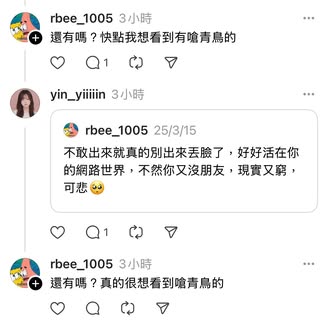 rbee_1005 3小時
還有嗎？快點我想看到有嗆青鳥的
1
yin_yiiiiin 3小時
rbee_1005 25/3/15
不敢出來就真的別出來丟臉了，好好活在你
的網路世界，不然你又沒朋友，現實又窮，
可悲🥺
1
rbee_1005 3小時
還有嗎？真的很想看到嗆青鳥的